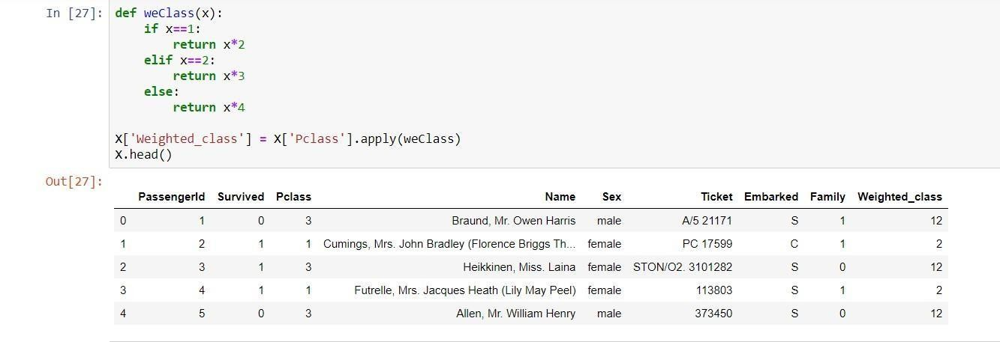 In [27]: def weClass(x):
if x==1:
return x*2
elif x==2:
return x*3
else:
return x*4
X['Weighted_class'] = X['Pclass'].apply(weClass)
X.head()
Out[27]:
PassengerId Survived Pclass Name Sex Ticket Embarked Family Weighted_class
0 1 0 3 Braund, Mr. Owen Harris male A/5 21171 S 1 12
1 2 1 1 Cumings, Mrs. John Bradley (Florence Briggs Th... female PC 17599 C 1 2
2 3 1 3 Heikkinen, Miss. Laina female STON/O2. 3101282 S 0 12
3 4 1 1 Futrelle, Mrs. Jacques Heath (Lily May Peel) female 113803 S 1 2
4 5 0 3 Allen, Mr. William Henry male 373450 S 0 12